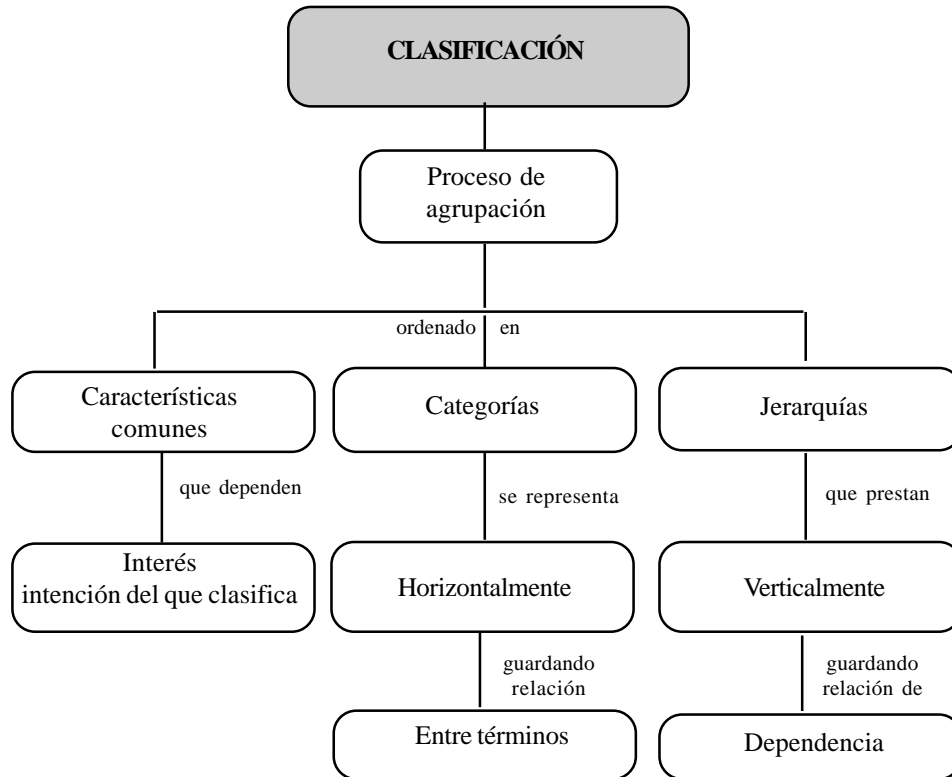 CLASIFICACIÓN
Proceso de
agrupación
ordenado en
Característícas
comunes
Categorías
Jerarquías
que dependen
se representa
que prestan
Interés
intención del que clasifica
Horizontalmente
Verticalmente
guardando
relación
guardando
relación de
Entre términos
Dependencia